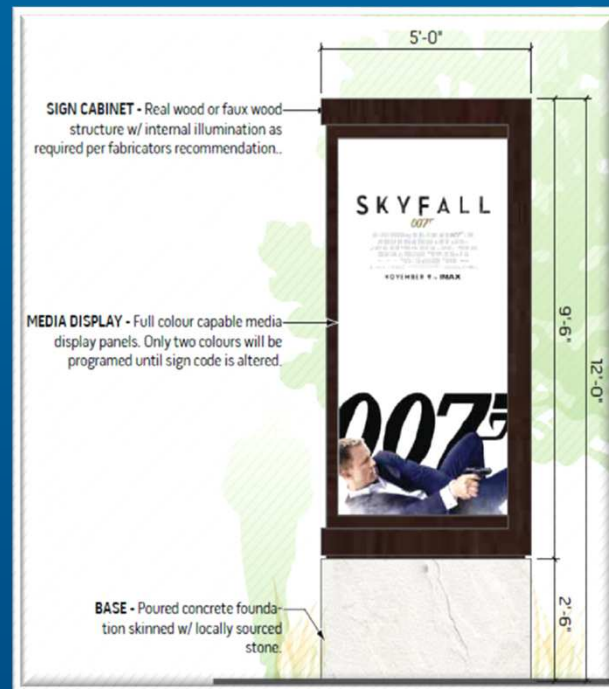 5'-0"
SIGN CABINET - Real wood or faux wood
structure w/ internal illumination as
required per fabricators recommendation..
SKYFALL
007
NOVEMBER 9 IMAX
MEDIA DISPLAY - Full colour capable media
display panels. Only two colours will be
programed until sign code is altered.
9'-6"
12'-0"
007
BASE - Poured concrete founda-
tion skinned w/ locally sourced
stone.
2'-6"